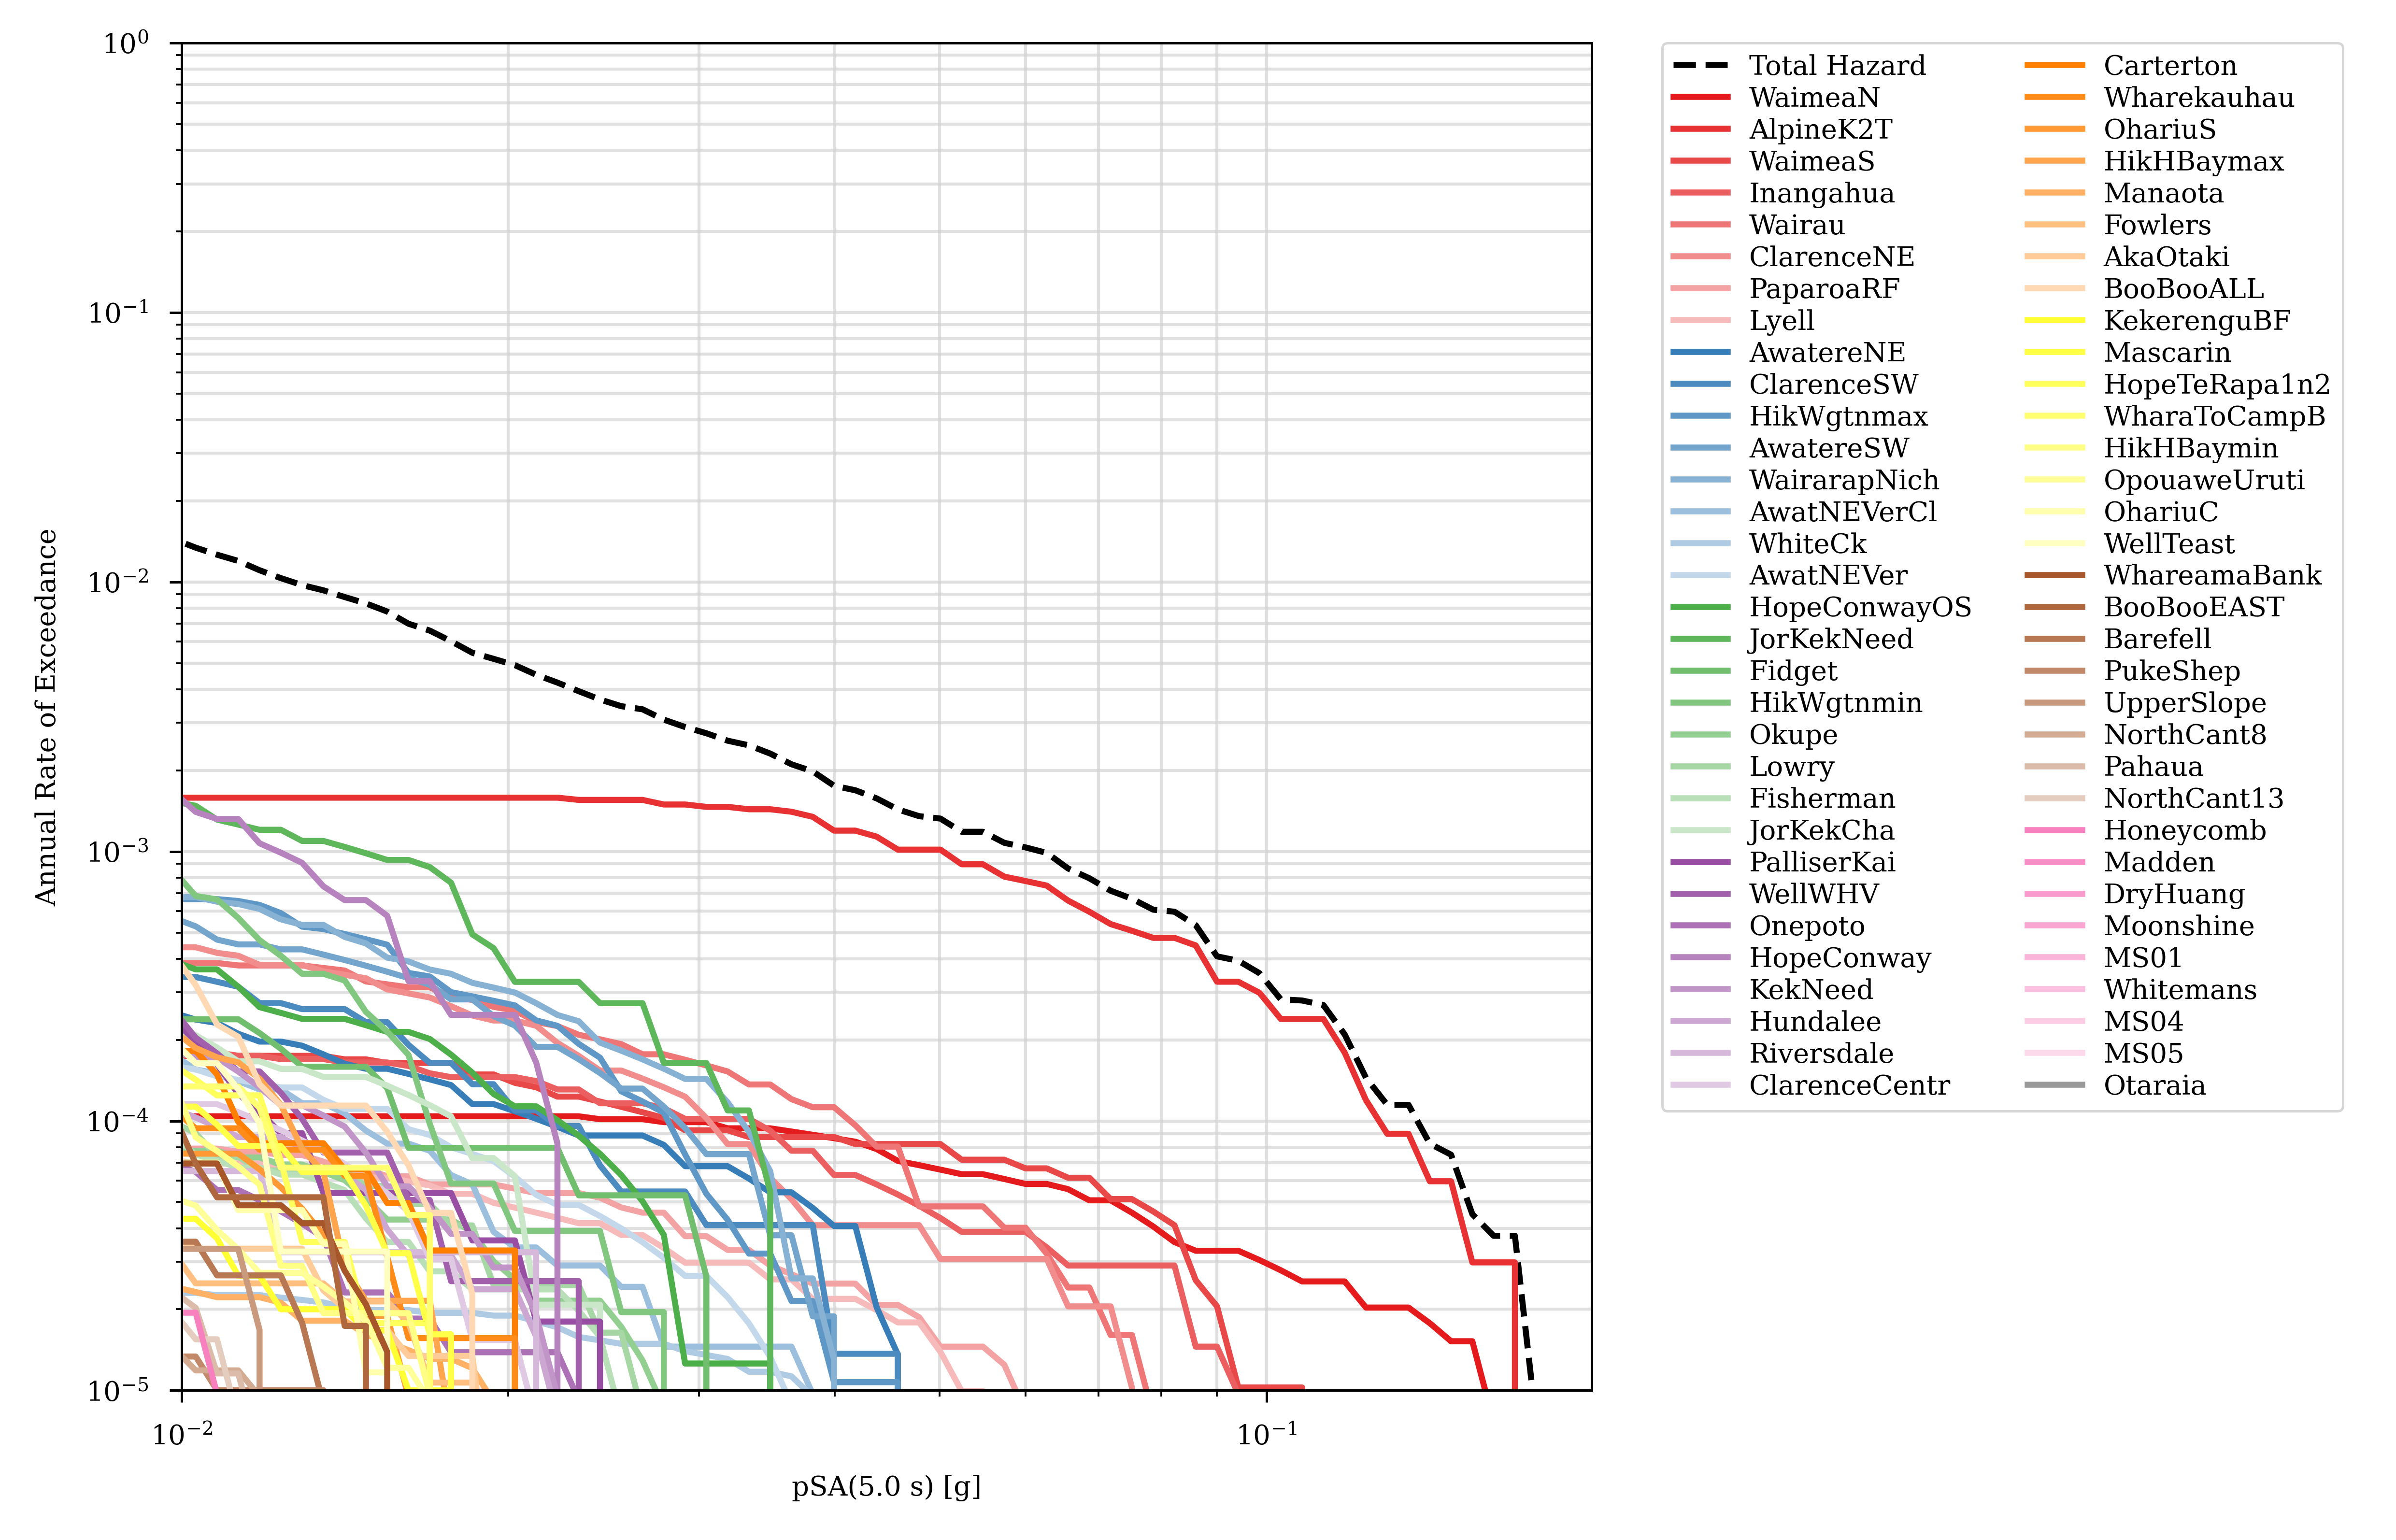 10⁰
10⁻¹
10⁻²
10⁻³
10⁻⁴
10⁻⁵
Annual Rate of Exceedance
10⁻²
10⁻¹
pSA(5.0 s) [g]
Total Hazard
WaimeaN
AlpineK2T
WaimeaS
Inangahua
Wairau
ClarenceNE
PaparoaRF
Lyell
AwatereNE
ClarenceSW
HikWgtnmax
AwatereSW
WairarapNich
AwatNEVerCl
WhiteCk
AwatNEVer
HopeConwayOS
JorKekNeed
Fidget
HikWgtnmin
Okupe
Lowry
Fisherman
JorKekCha
PalliserKai
WellWHV
Onepoto
HopeConway
KekNeed
Hundalee
Riversdale
ClarenceCentr
Carterton
Wharekauhau
OhariuS
HikHBaymax
Manaota
Fowlers
AkaOtaki
BooBooALL
KekerenguBF
Mascarin
HopeTeRapa1n2
WharaToCampB
HikHBaymin
OpouaweUruti
OhariuC
WellTeast
WhareamaBank
BooBooEAST
Barefell
PukeShep
UpperSlope
NorthCant8
Pahaua
NorthCant13
Honeycomb
Madden
DryHuang
Moonshine
MS01
Whitemans
MS04
MS05
Otaraia